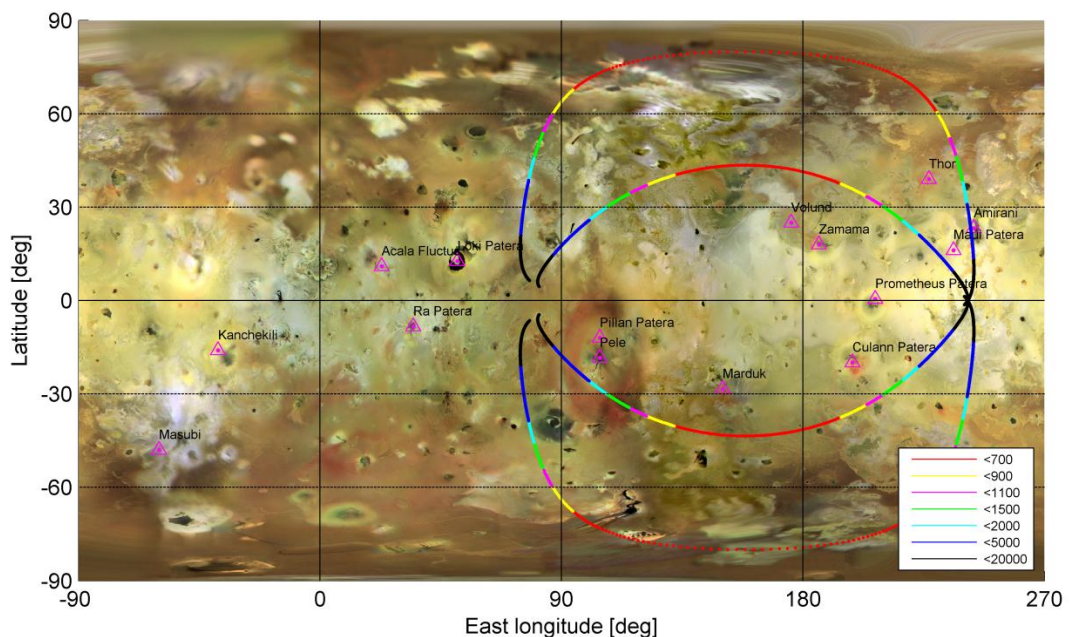 90
60
30
0
-30
-60
-90
Latitude [deg]
Thor
Volund
Amirani
Zamama
Maui Patera
Acala Fluctus
Loki Patera
Prometheus Patera
Ra Patera
Pillan Patera
Kanchekili
Pele
Culann Patera
Marduk
Masubi
<700
<900
<1100
<1500
<2000
<5000
<20000
-90
0
90
180
270
East longitude [deg]